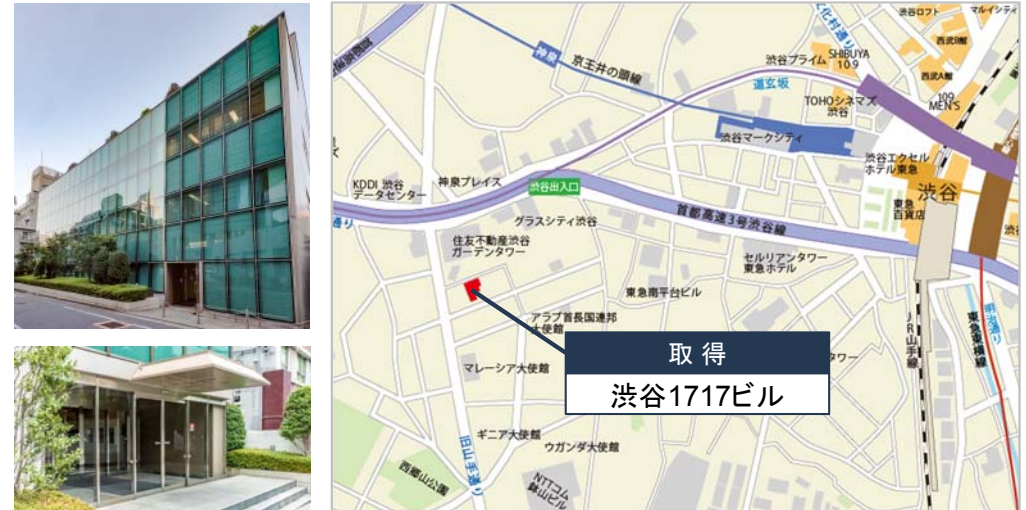 渋谷ロフト
マルイシティ
文化村通り
西武B館
神泉
京王井の頭線
渋谷プライム
SHIBUYA
109
西武A館
道玄坂
TOHOシネマズ
渋谷
109
MEN'S
渋谷マークシティ
渋谷エクセル
ホテル東急
渋谷
KDDI 渋谷
データセンター
神泉プレイス
渋谷出入口
東急
百貨店
通り
グラスシティ渋谷
首都高速3号渋谷線
住友不動産渋谷
ガーデンタワー
セルリアンタワー
東急ホテル
東急南平台ビル
明治通り
アラブ首長国連邦
大使館
JR山手線
東急東横線
取得
タワー
マレーシア大使館
渋谷1717ビル
ギニア大使館
ウガンダ大使館
旧山手通り
西郷山公園
NTTコム
鉢山ビル